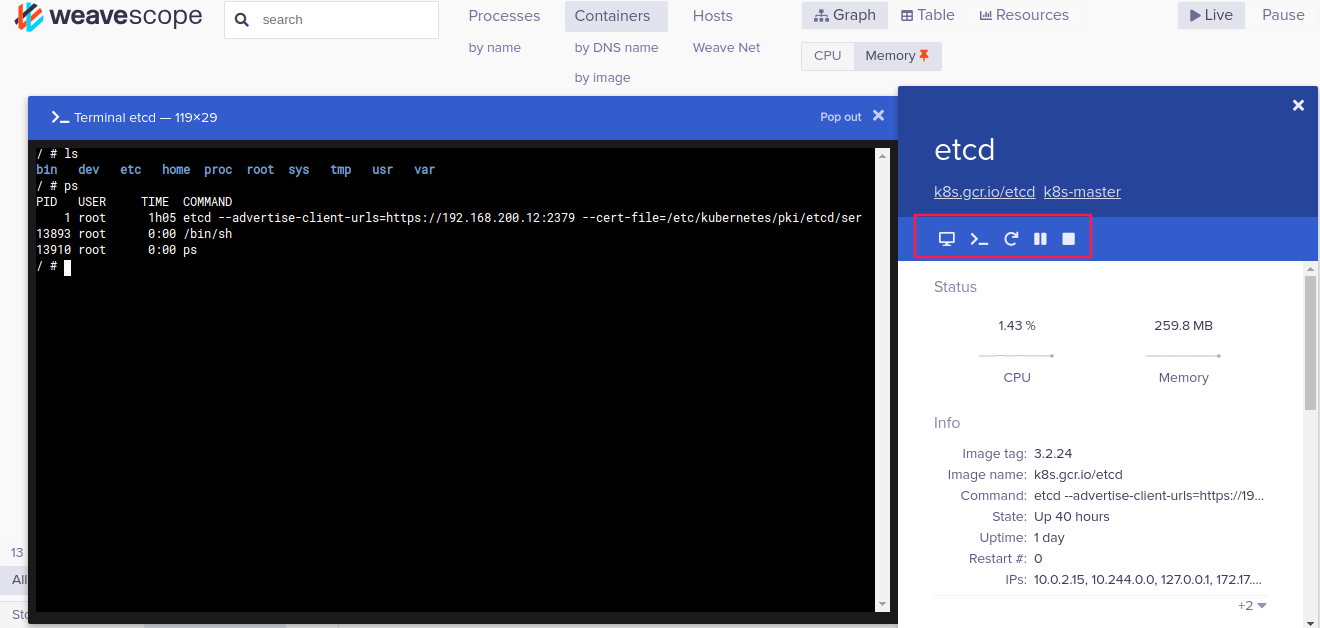 weavescope
search
Processes
by name
Containers
by DNS name
by image
Hosts
Weave Net
Graph
Table
Resources
CPU
Memory
Live
Pause
Terminal etcd — 119×29
Pop out
/ # ls
bin dev etc home proc root sys tmp usr var
/ # ps
PID USER TIME COMMAND
1 root 1h05 etcd --advertise-client-urls=https://192.168.200.12:2379 --cert-file=/etc/kubernetes/pki/etcd/ser
13893 root 0:00 /bin/sh
13910 root 0:00 ps
/ #
13
All
Sto
etcd
k8s.gcr.io/etcd k8s-master
Status
1.43 %
CPU
259.8 MB
Memory
Info
Image tag: 3.2.24
Image name: k8s.gcr.io/etcd
Command: etcd --advertise-client-urls=https://19...
State: Up 40 hours
Uptime: 1 day
Restart #: 0
IPs: 10.0.2.15, 10.244.0.0, 127.0.0.1, 172.17....
+2